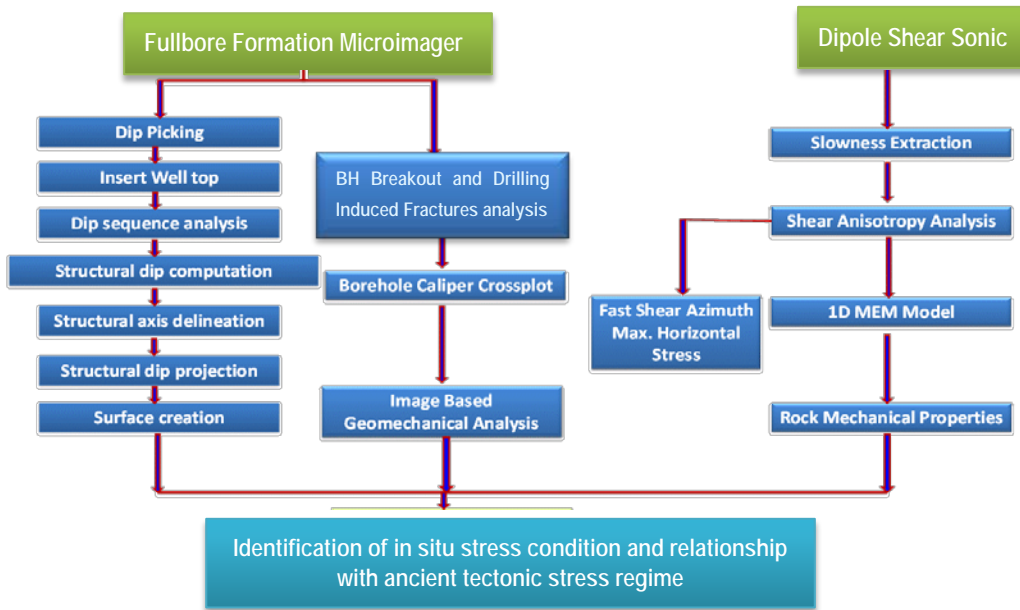 Fullbore Formation Microimager
Dip Picking
Insert Well top
Dip sequence analysis
Structural dip computation
Structural axis delineation
Structural dip projection
Surface creation
BH Breakout and Drilling
Induced Fractures analysis
Borehole Caliper Crossplot
Image Based
Geomechanical Analysis
Dipole Shear Sonic
Slowness Extraction
Shear Anisotropy Analysis
Fast Shear Azimuth
Max. Horizontal
Stress
1D MEM Model
Rock Mechanical Properties
Identification of in situ stress condition and relationship
with ancient tectonic stress regime